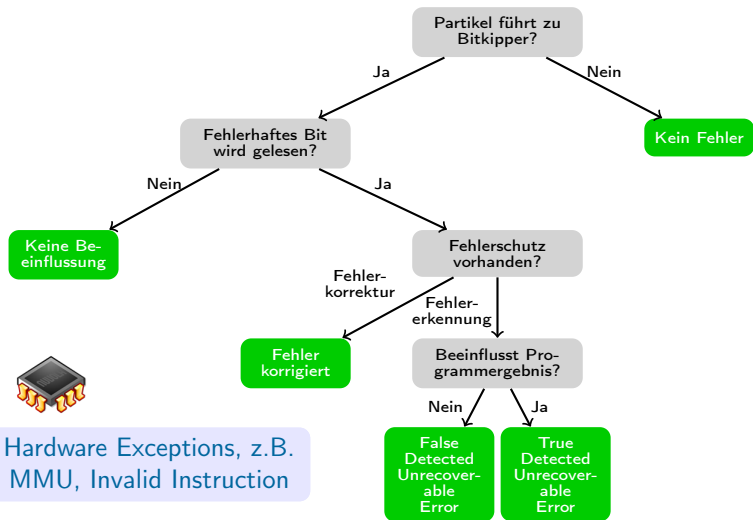 Partikel führt zu
Bitkipper?
Ja
Nein
Fehlerhaftes Bit
wird gelesen?
Kein Fehler
Nein
Ja
Keine Be-
einflussung
Fehlerschutz
vorhanden?
Fehler-
korrektur
Fehler-
erkennung
Fehler
korrigiert
Beeinflusst Pro-
grammergebnis?
Nein
Ja
Hardware Exceptions, z.B.
MMU, Invalid Instruction
False
Detected
Unrecover-
able
Error
True
Detected
Unrecover-
able
Error